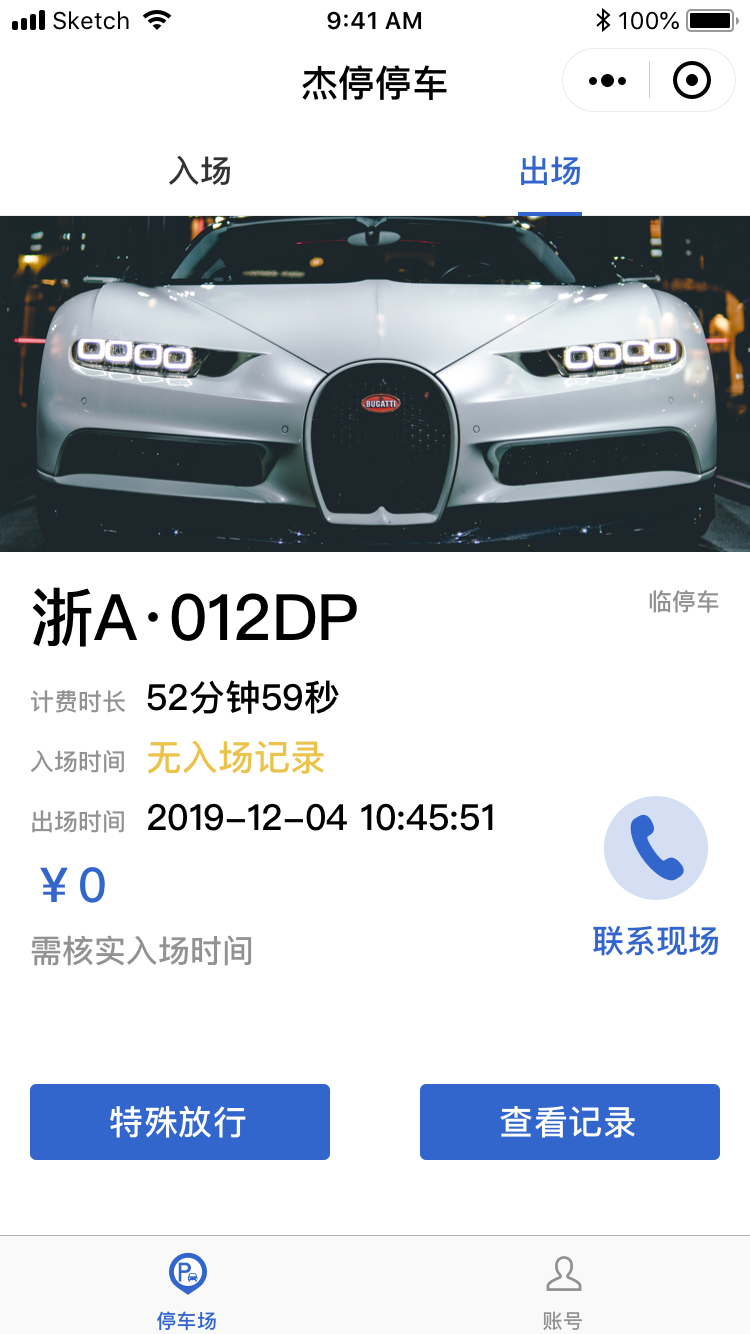 Sketch 9:41 AM 100%
杰停停车
入场 出场
BUGATTI
浙A·012DP 临停车
计费时长 52分钟59秒
入场时间 无入场记录
出场时间 2019-12-04 10:45:51
¥ 0
需核实入场时间 联系现场
特殊放行 查看记录
P
停车场 账号